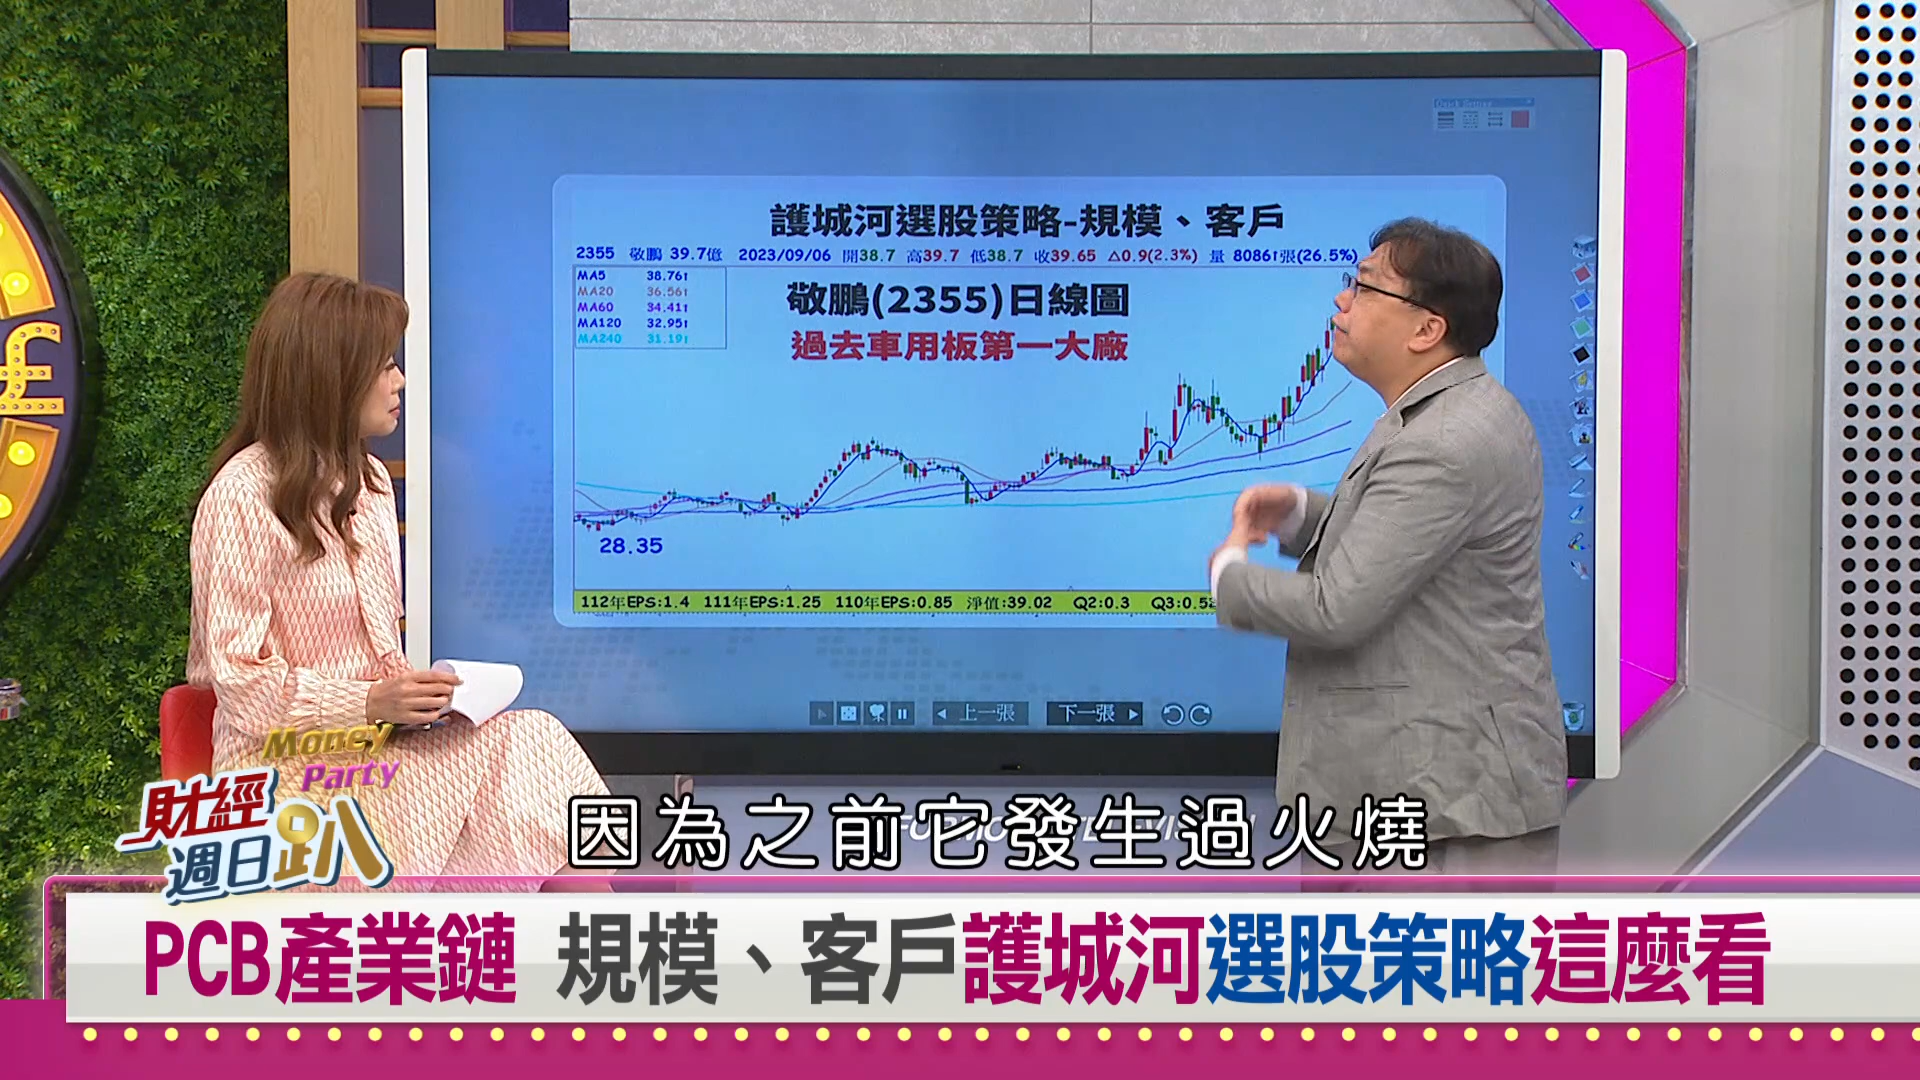 護城河選股策略-規模、客戶
2355 敬鵬 39.7億 2023/09/06 開38.7 高39.7 低38.7 收39.65 △0.9(2.3%) 量 8086↑張(26.5%)
MA5 38.76↑
MA20 36.56↑
MA60 34.41↑
MA120 32.95↑
MA240 31.19↑
敬鵬(2355)日線圖
過去車用板第一大廠
28.35
112年EPS:1.4 111年EPS:1.25 110年EPS:0.85 淨值:39.02 Q2:0.3 Q3:0.52
上一張 下一張
Money
Party
財經
週日趴
因為之前它發生過火燒
PCB產業鏈 規模、客戶護城河選股策略這麼看